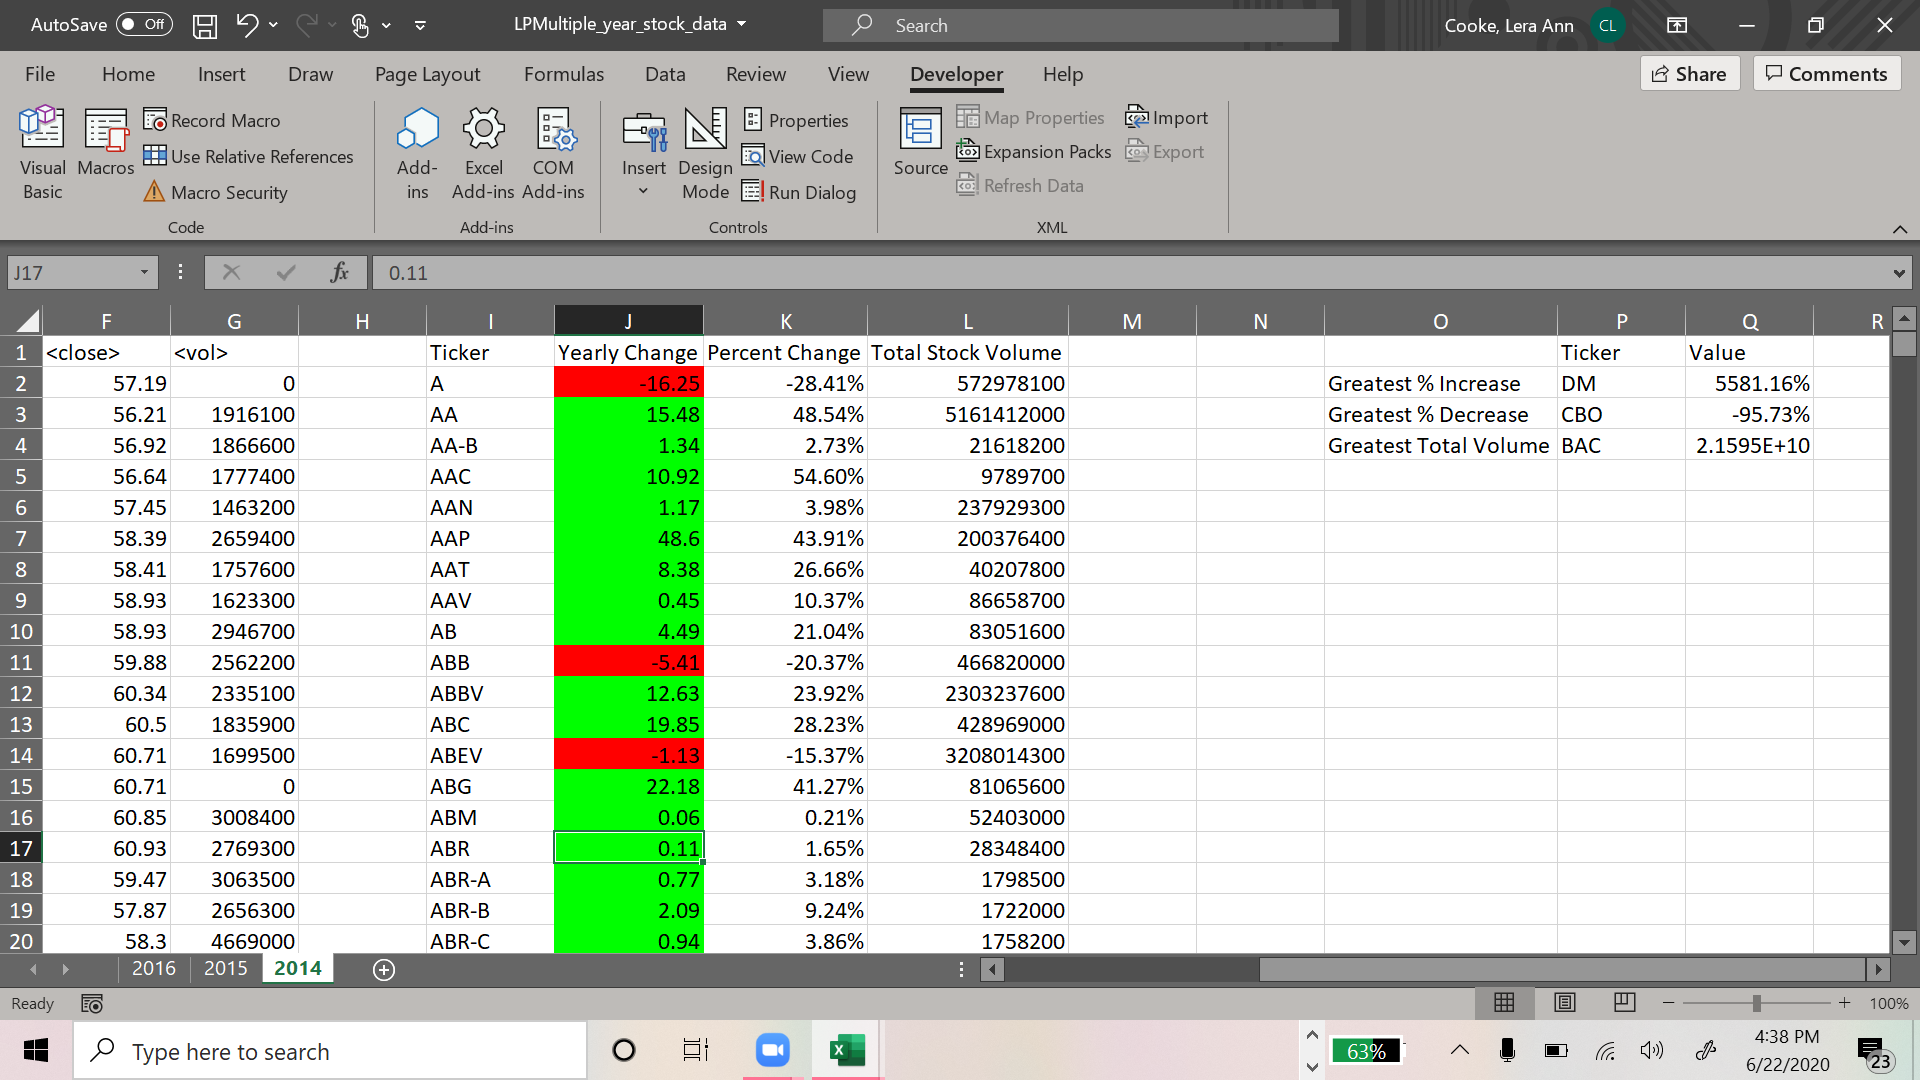 AutoSave Off LPMultiple_year_stock_data Search Cooke, Lera Ann CL
File Home Insert Draw Page Layout Formulas Data Review View Developer Help Share Comments
Visual Basic Macros Record Macro Use Relative References Macro Security Code
Add-ins Excel Add-ins COM Add-ins Add-ins
Insert Design Mode Properties View Code Run Dialog Controls
Source Map Properties Expansion Packs Refresh Data Import Export XML
J17 fx 0.11
F G H I J K L M N O P Q R
1 <close> <vol> Ticker Yearly Change Percent Change Total Stock Volume Ticker Value
2 57.19 0 A -16.25 -28.41% 572978100 Greatest % Increase DM 5581.16%
3 56.21 1916100 AA 15.48 48.54% 5161412000 Greatest % Decrease CBO -95.73%
4 56.92 1866600 AA-B 1.34 2.73% 21618200 Greatest Total Volume BAC 2.1595E+10
5 56.64 1777400 AAC 10.92 54.60% 9789700
6 57.45 1463200 AAN 1.17 3.98% 237929300
7 58.39 2659400 AAP 48.6 43.91% 200376400
8 58.41 1757600 AAT 8.38 26.66% 40207800
9 58.93 1623300 AAV 0.45 10.37% 86658700
10 58.93 2946700 AB 4.49 21.04% 83051600
11 59.88 2562200 ABB -5.41 -20.37% 466820000
12 60.34 2335100 ABBV 12.63 23.92% 2303237600
13 60.5 1835900 ABC 19.85 28.23% 428969000
14 60.71 1699500 ABEV -1.13 -15.37% 3208014300
15 60.71 0 ABG 22.18 41.27% 81065600
16 60.85 3008400 ABM 0.06 0.21% 52403000
17 60.93 2769300 ABR 0.11 1.65% 28348400
18 59.47 3063500 ABR-A 0.77 3.18% 1798500
19 57.87 2656300 ABR-B 2.09 9.24% 1722000
20 58.3 4669000 ABR-C 0.94 3.86% 1758200
2016 2015 2014
Ready 100%
Type here to search 63% 4:38 PM
6/22/2020 23